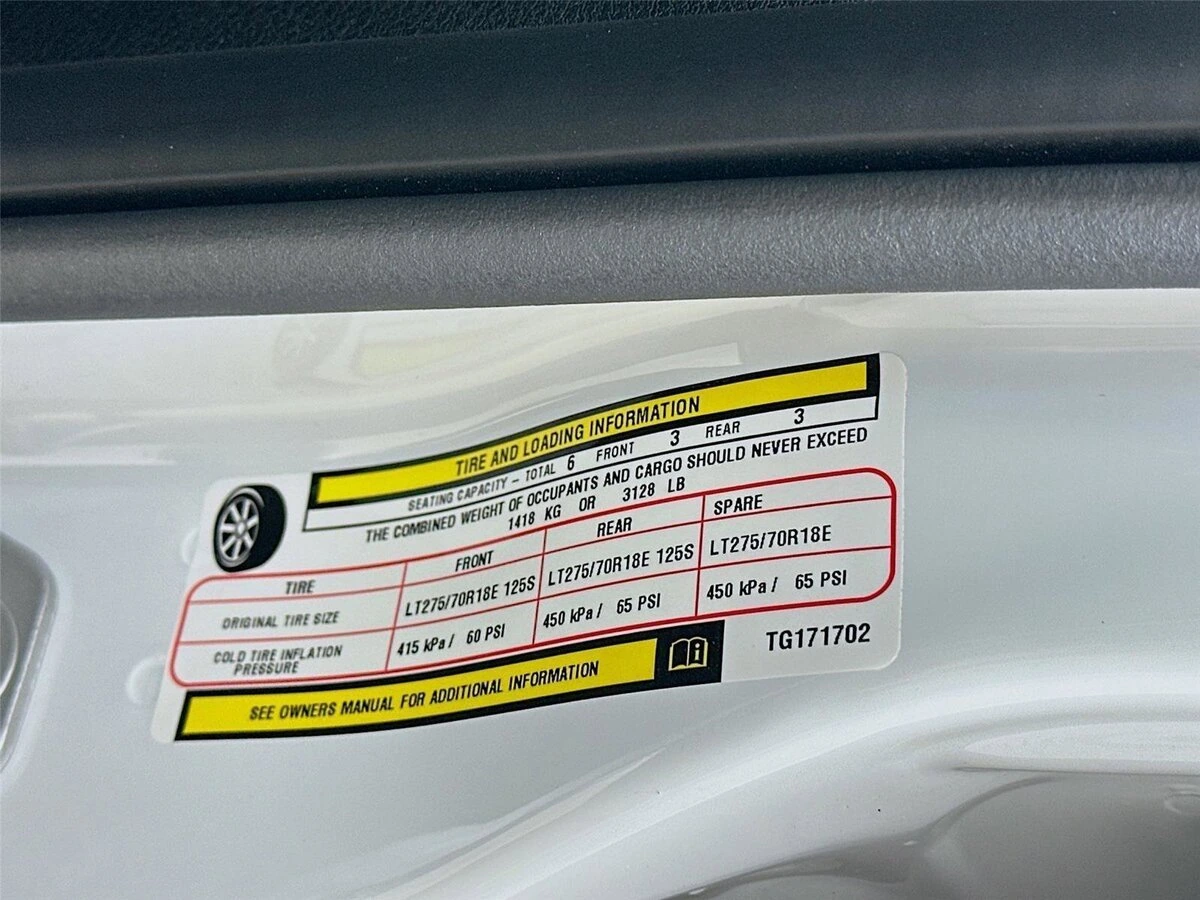 TIRE AND LOADING INFORMATION
SEATING CAPACITY – TOTAL 6 FRONT 3 REAR 3
THE COMBINED WEIGHT OF OCCUPANTS AND CARGO SHOULD NEVER EXCEED
1418 KG OR 3128 LB
TIRE FRONT REAR SPARE
ORIGINAL TIRE SIZE LT275/70R18E 125S LT275/70R18E 125S LT275/70R18E
COLD TIRE INFLATION PRESSURE 415 kPa / 60 PSI 450 kPa / 65 PSI 450 kPa / 65 PSI
SEE OWNERS MANUAL FOR ADDITIONAL INFORMATION
TG171702